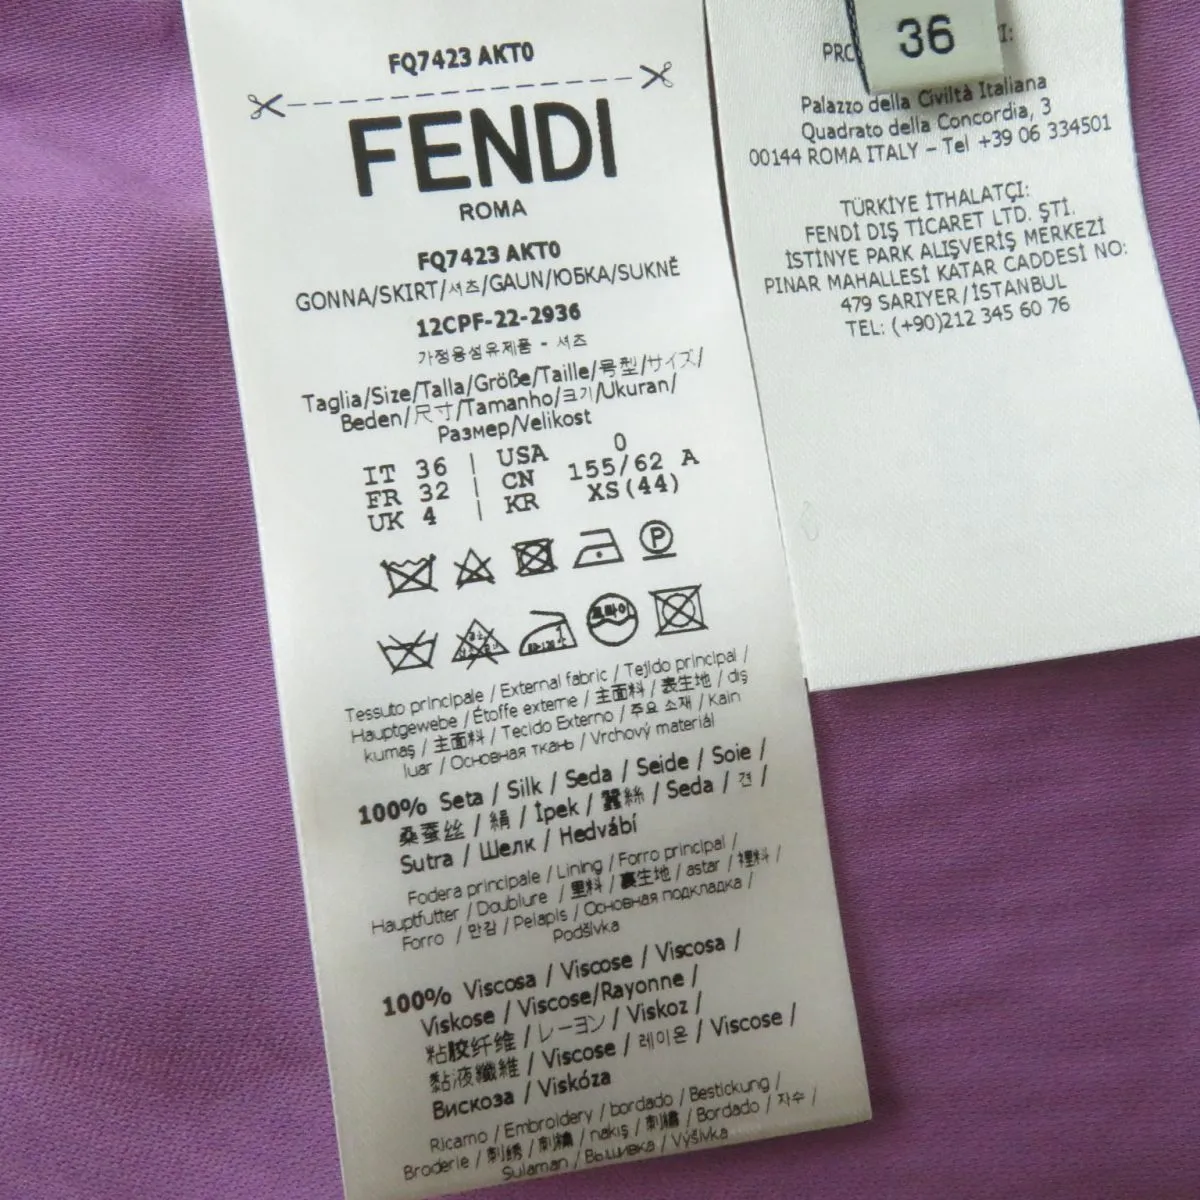 FQ7423 AKT0
FENDI
ROMA
FQ7423 AKT0
GONNA/SKIRT/셔츠/GAUN/ЮБКА/SUKNĚ
12CPF-22-2936
가정용섬유제품 - 셔츠
Taglia/Size/Talla/Größe/Taille/号型/サイズ/
Beden/尺寸/Tamanho/크기/Ukuran/
Размер/Velikost
IT 36 | USA 0
FR 32 | CN 155/62 A
UK 4 | KR XS(44)
P
드라이
Tessuto principale / External fabric / Tejido principal /
Hauptgewebe / Étoffe externe / 主面料 / 表生地 / dış
kumaş / 主面料 / Tecido Externo / 주요 소재 / Kain
luar / Основная ткань / Vrchový materiál
100% Seta / Silk / Seda / Seide / Soie /
桑蚕丝 / 絹 / İpek / 蠶絲 / Seda / 견 /
Sutra / Шелк / Hedvábí
Fodera principale / Lining / Forro principal /
Hauptfutter / Doublure / 里料 / 裏生地 / astar / 裡料 /
Forro / 안감 / Pelapis / Основная подкладка /
Podšívka
100% Viscosa / Viscose / Viscosa /
Viskose / Viscose/Rayonne /
粘胶纤维 / レーヨン / Viskoz /
黏液纖維 / Viscose / 레이온 / Viscose /
Вискоза / Viskóza
Ricamo / Embroidery / bordado / Bestickung /
Broderie / 刺绣 / 刺繍 / nakış / 刺繡 / Bordado / 자수 /
Sulaman / Вышивка / Výšivka
36
Palazzo della Civiltà Italiana
Quadrato della Concordia, 3
00144 ROMA ITALY – Tel +39 06 334501
TÜRKİYE İTHALATÇI:
FENDİ DIŞ TİCARET LTD. ŞTİ.
İSTİNYE PARK ALIŞVERİŞ MERKEZİ
PINAR MAHALLESİ KATAR CADDESİ NO:
479 SARIYER/İSTANBUL
TEL: (+90)212 345 60 76